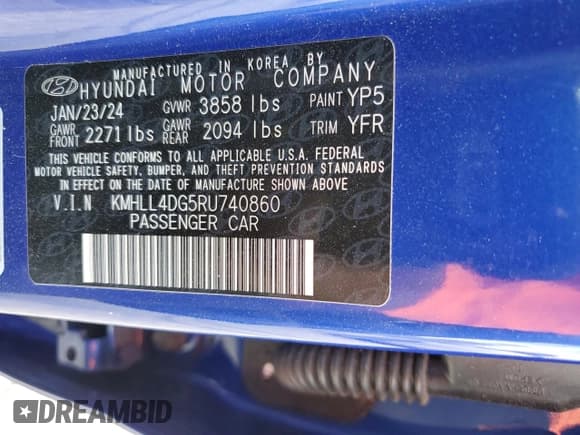 MANUFACTURED IN KOREA BY
HYUNDAI MOTOR COMPANY
JAN/23/24 GVWR 3858 lbs PAINT YP5
GAWR FRONT 2271 lbs GAWR REAR 2094 lbs TRIM YFR
THIS VEHICLE CONFORMS TO ALL APPLICABLE U.S.A. FEDERAL
MOTOR VEHICLE SAFETY, BUMPER, AND THEFT PREVENTION STANDARDS
IN EFFECT ON THE DATE OF MANUFACTURE SHOWN ABOVE
V.I.N KMHLL4DG5RU740860
PASSENGER CAR
DREAMBID